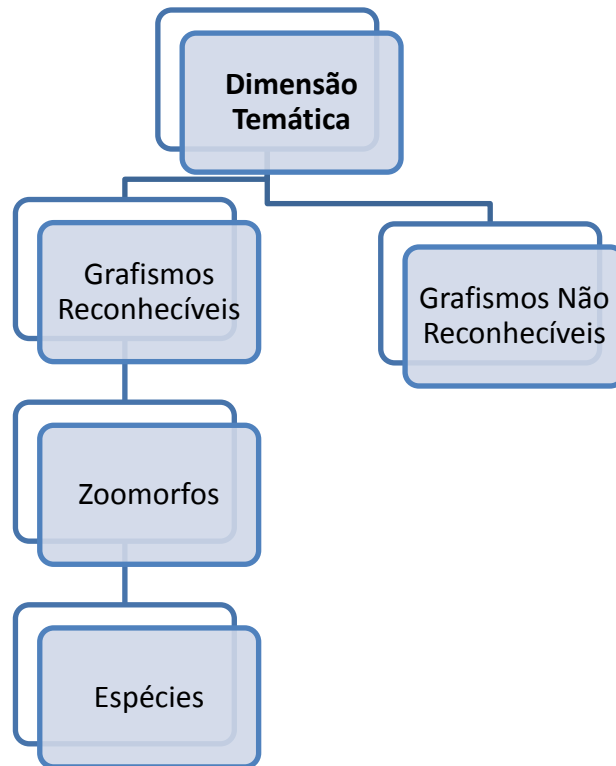 Dimensão
Temática
Grafismos
Reconhecíveis
Grafismos Não
Reconhecíveis
Zoomorfos
Espécies